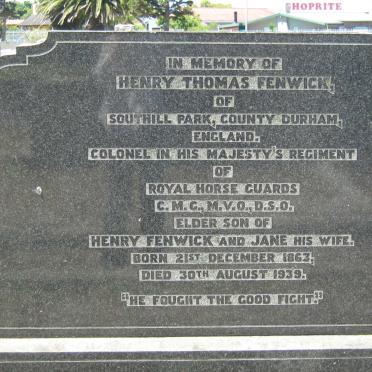 SHOPRITE
IN MEMORY OF
HENRY THOMAS FENWICK,
OF
SOUTHILL PARK, COUNTY DURHAM,
ENGLAND.
COLONEL IN HIS MAJESTY'S REGIMENT
OF
ROYAL HORSE GUARDS
C.M.G., M.V.O., D.S.O.
ELDER SON OF
HENRY FENWICK AND JANE HIS WIFE.
BORN 21ST DECEMBER 1863,
DIED 30TH AUGUST 1939.
"HE FOUGHT THE GOOD FIGHT."